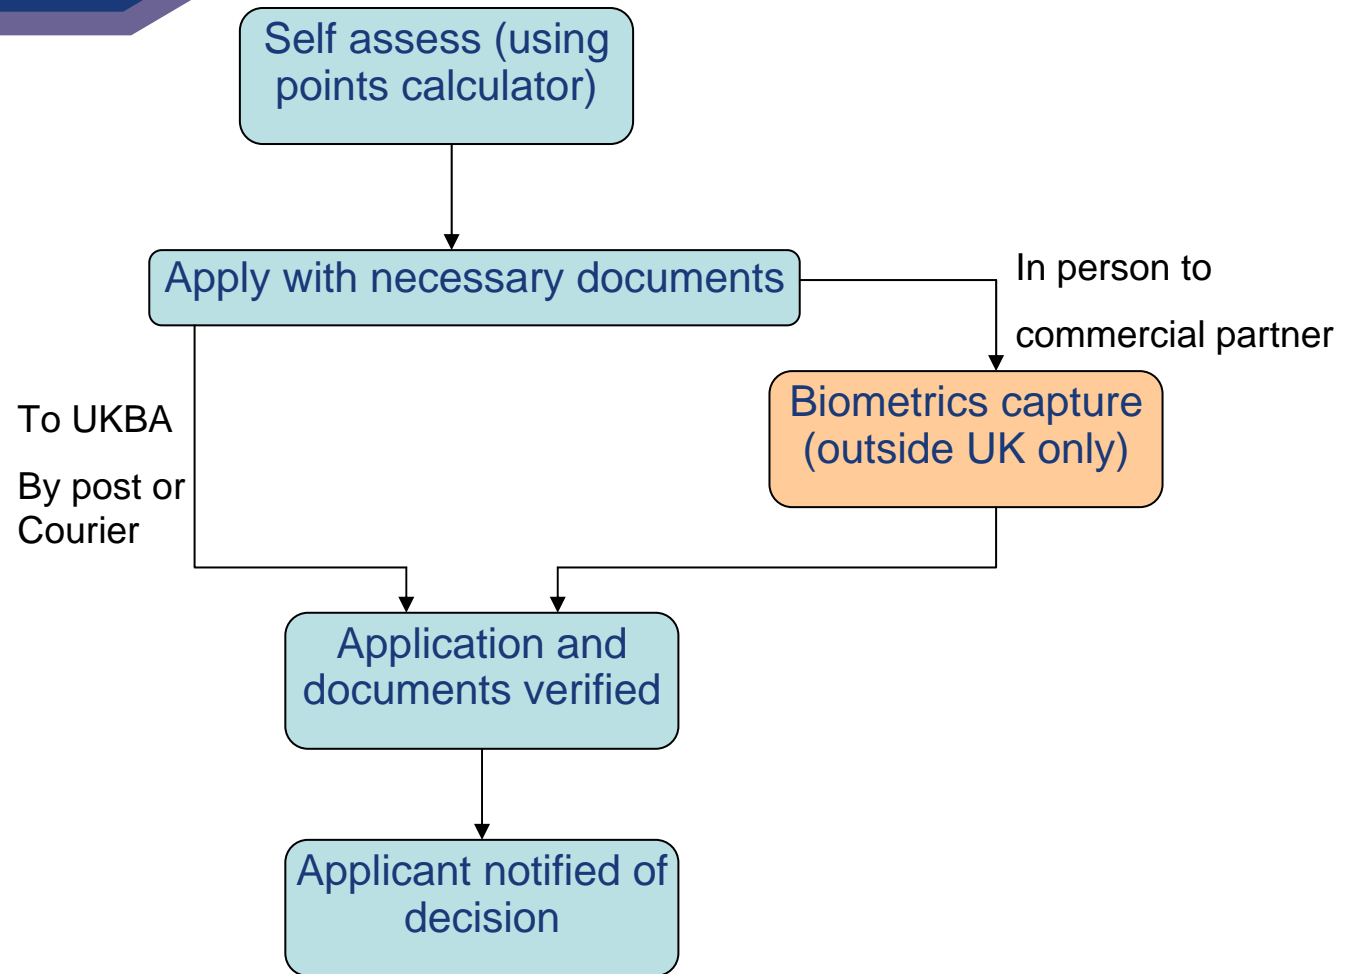 Self assess (using
points calculator)
Apply with necessary documents
In person to
commercial partner
Biometrics capture
(outside UK only)
To UKBA
By post or
Courier
Application and
documents verified
Applicant notified of
decision